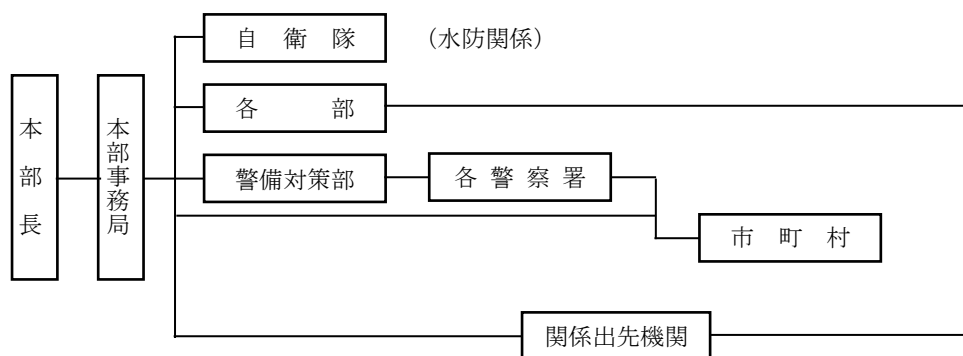 自衛隊 （水防関係）
各部
本部長
本部事務局
警備対策部
各警察署
市町村
関係出先機関